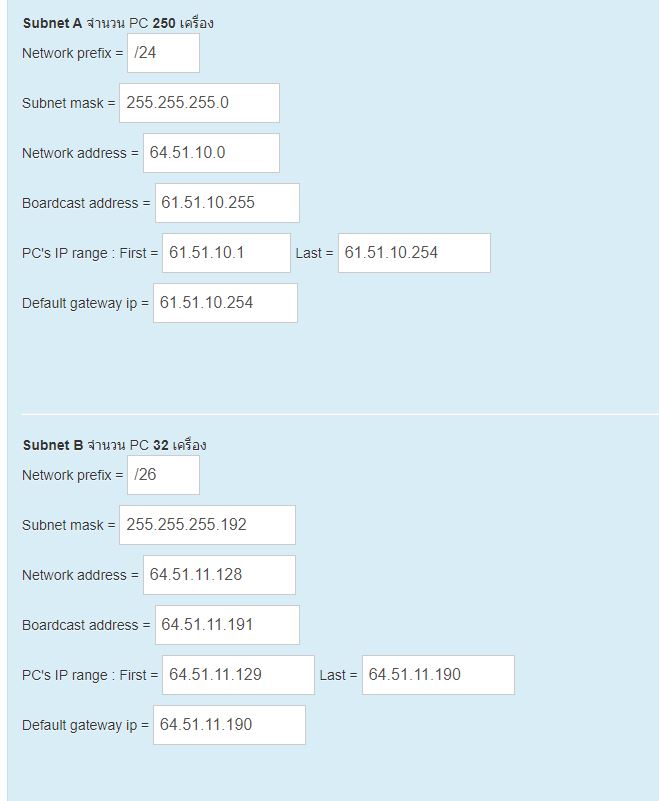 Subnet A จำนวน PC 250 เครื่อง
Network prefix = /24
Subnet mask = 255.255.255.0
Network address = 64.51.10.0
Boardcast address = 61.51.10.255
PC's IP range : First = 61.51.10.1 Last = 61.51.10.254
Default gateway ip = 61.51.10.254
Subnet B จำนวน PC 32 เครื่อง
Network prefix = /26
Subnet mask = 255.255.255.192
Network address = 64.51.11.128
Boardcast address = 64.51.11.191
PC's IP range : First = 64.51.11.129 Last = 64.51.11.190
Default gateway ip = 64.51.11.190